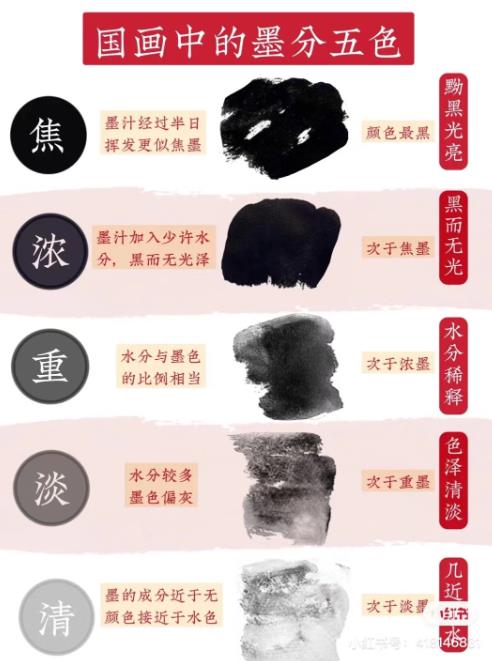 国画中的墨分五色
焦
墨汁经过半日
挥发更似焦墨
颜色最黑
黝黑光亮
浓
墨汁加入少许水
分，黑而无光泽
次于焦墨
黑而无光
重
水分与墨色
的比例相当
次于浓墨
水分稀释
淡
水分较多
墨色偏灰
次于重墨
色泽清淡
清
墨的成分近于无
颜色接近于水色
次于淡墨
几近
水
小红书号：